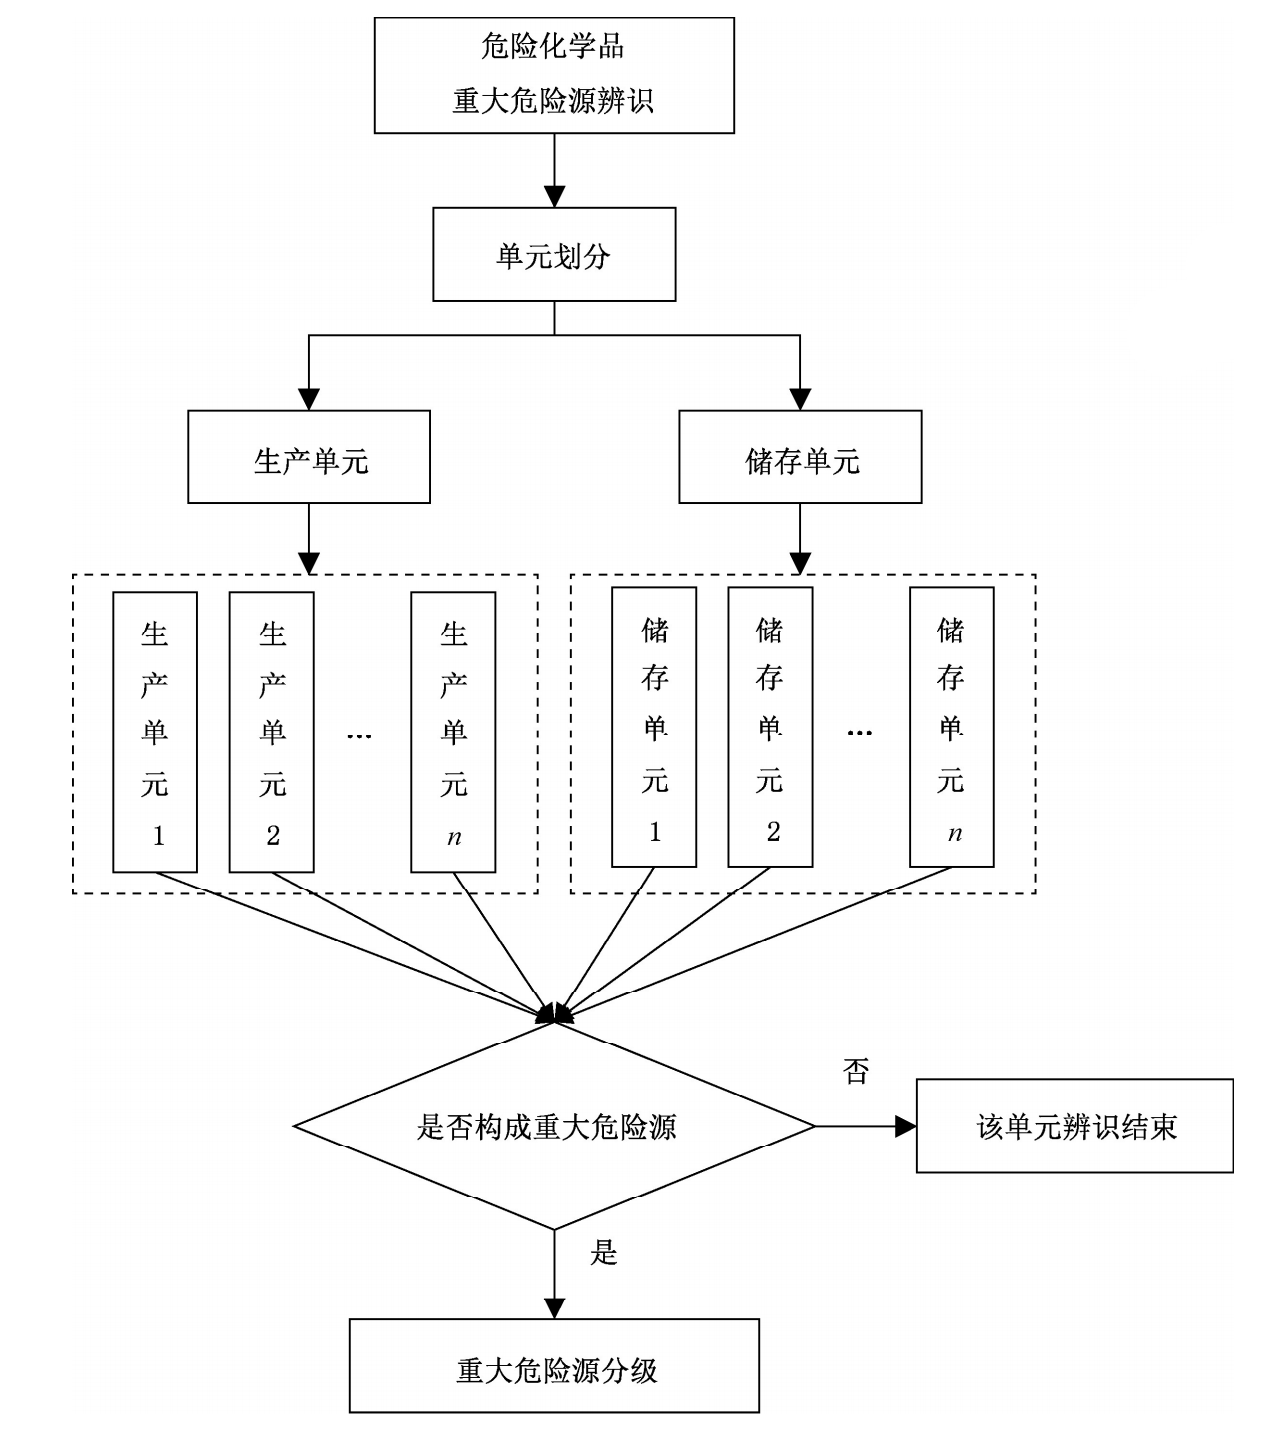 危险化学品
重大危险源辨识
单元划分
生产单元
储存单元
生产单元1
生产单元2
…
生产单元n
储存单元1
储存单元2
…
储存单元n
是否构成重大危险源
否
该单元辨识结束
是
重大危险源分级